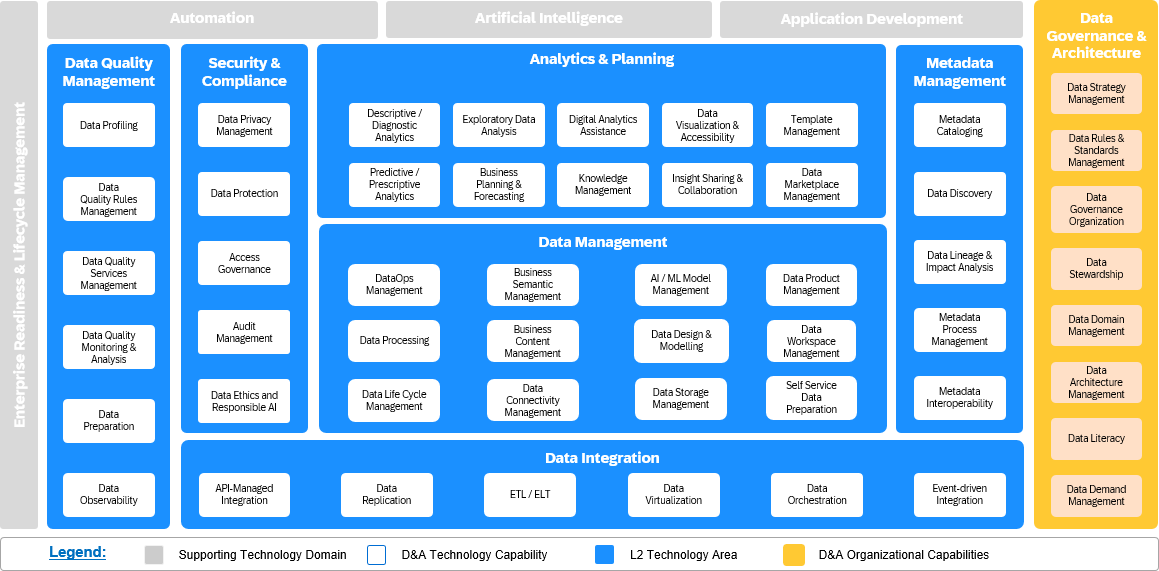 Automation
Artificial Intelligence
Application Development
Enterprise Readiness & Lifecycle Management
Data Quality
Management
Data Profiling
Data
Quality Rules
Management
Data Quality
Services
Management
Data Quality
Monitoring &
Analysis
Data
Preparation
Data
Observability
Security &
Compliance
Data Privacy
Management
Data Protection
Access
Governance
Audit
Management
Data Ethics and
Responsible AI
Analytics & Planning
Descriptive /
Diagnostic
Analytics
Exploratory Data
Analysis
Digital Analytics
Assistance
Data
Visualization &
Accessibility
Template
Management
Predictive /
Prescriptive
Analytics
Business
Planning &
Forecasting
Knowledge
Management
Insight Sharing &
Collaboration
Data
Marketplace
Management
Data Management
DataOps
Management
Business
Semantic
Management
AI / ML Model
Management
Data Product
Management
Data Processing
Business
Content
Management
Data Design &
Modelling
Data
Workspace
Management
Data Life Cycle
Management
Data
Connectivity
Management
Data Storage
Management
Self Service
Data
Preparation
Metadata
Management
Metadata
Cataloging
Data Discovery
Data Lineage &
Impact Analysis
Metadata
Process
Management
Metadata
Interoperability
Data Integration
API-Managed
Integration
Data
Replication
ETL / ELT
Data
Virtualization
Data
Orchestration
Event-driven
Integration
Data
Governance &
Architecture
Data Strategy
Management
Data Rules &
Standards
Management
Data
Governance
Organization
Data
Stewardship
Data Domain
Management
Data
Architecture
Management
Data Literacy
Data Demand
Management
Legend:
Supporting Technology Domain
D&A Technology Capability
L2 Technology Area
D&A Organizational Capabilities